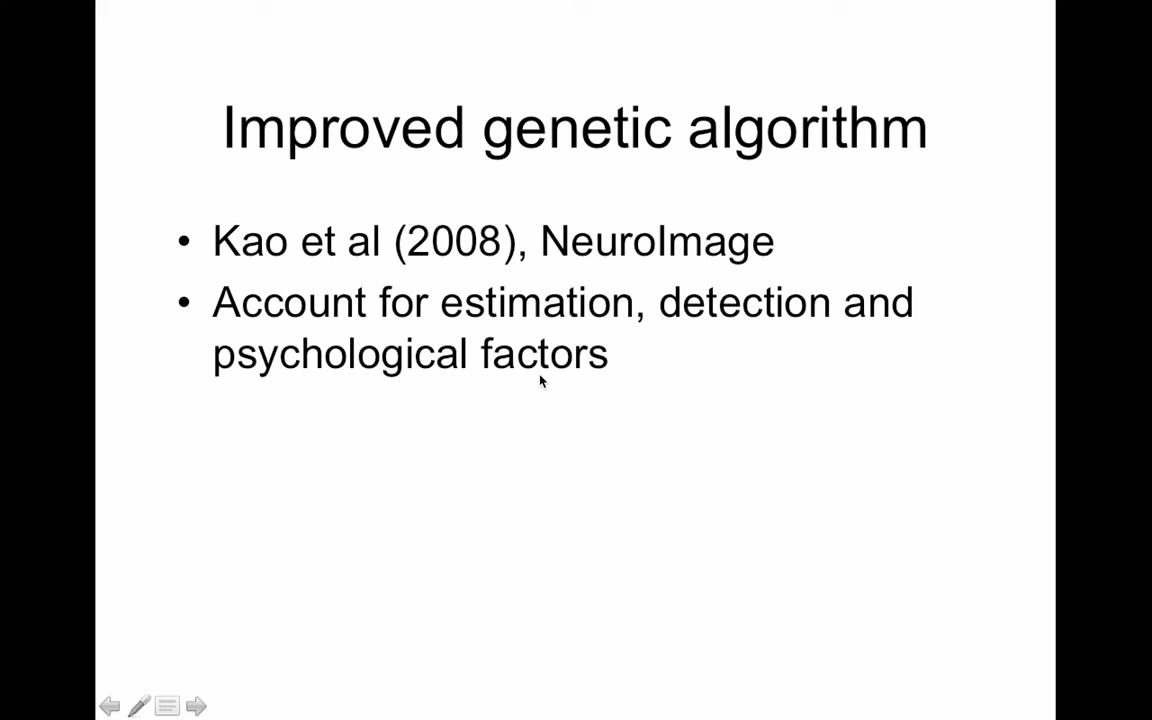 Improved genetic algorithm
• Kao et al (2008), NeuroImage
• Account for estimation, detection and
psychological factors